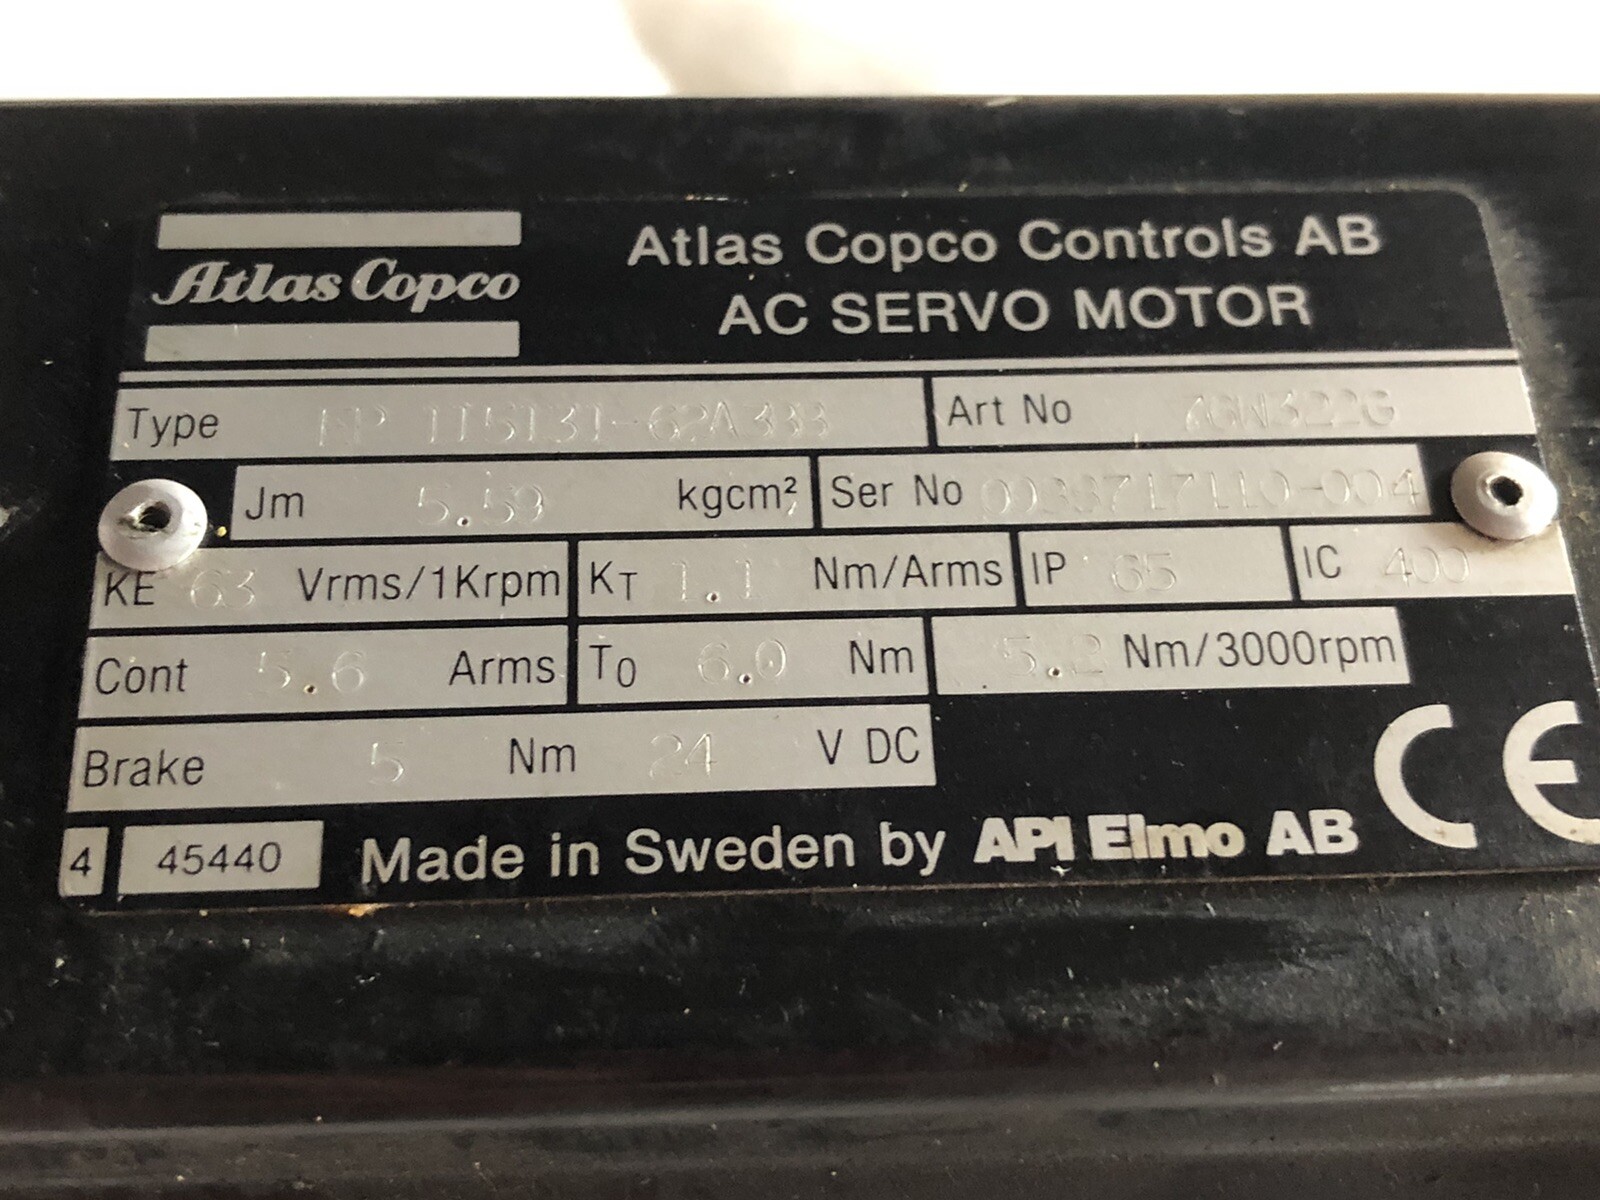 Atlas Copco
Atlas Copco Controls AB
AC SERVO MOTOR
Type
Art No
Jm 5.59 kgcm²
Ser No
KE 63 Vrms/1Krpm
KT 1.1 Nm/Arms
IP 65
IC 400
Cont 5.6 Arms
To 6.0 Nm
5.2 Nm/3000rpm
Brake 5 Nm 24 V DC
CE
4 45440 Made in Sweden by API Elmo AB